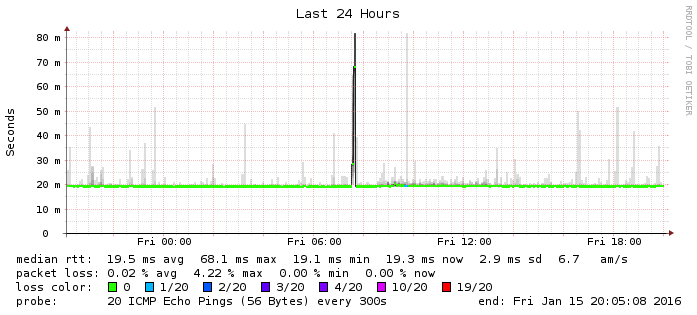 Last 24 Hours
RRDTOOL / TOBI OETIKER
Seconds
80 m
70 m
60 m
50 m
40 m
30 m
20 m
10 m
0
Fri 00:00 Fri 06:00 Fri 12:00 Fri 18:00
median rtt: 19.5 ms avg 68.1 ms max 19.1 ms min 19.3 ms now 2.9 ms sd 6.7 am/s
packet loss: 0.02 % avg 4.22 % max 0.00 % min 0.00 % now
loss color: 0 1/20 2/20 3/20 4/20 10/20 19/20
probe: 20 ICMP Echo Pings (56 Bytes) every 300s end: Fri Jan 15 20:05:08 2016